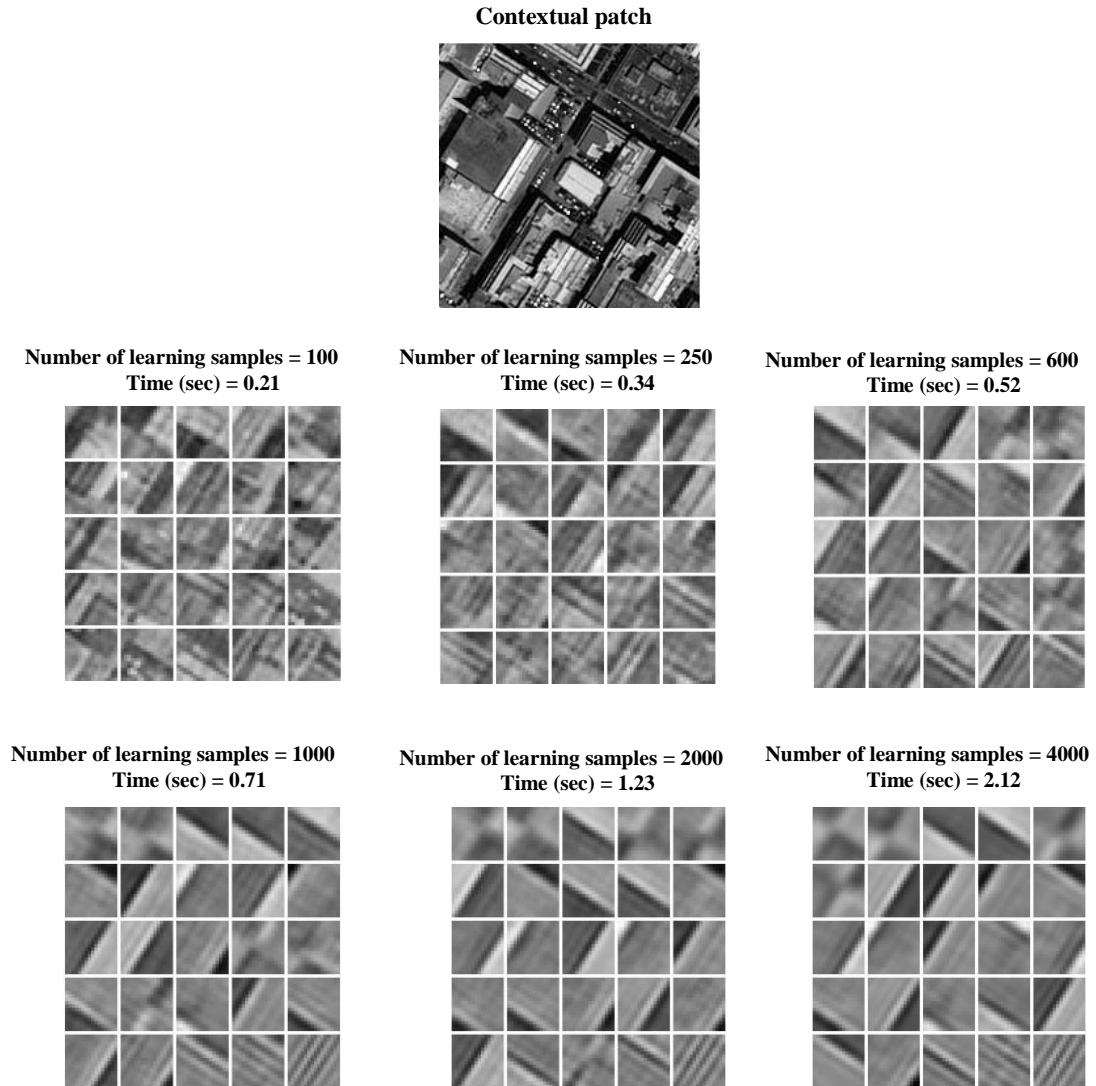 Contextual patch
Number of learning samples = 100
Time (sec) = 0.21
Number of learning samples = 250
Time (sec) = 0.34
Number of learning samples = 600
Time (sec) = 0.52
Number of learning samples = 1000
Time (sec) = 0.71
Number of learning samples = 2000
Time (sec) = 1.23
Number of learning samples = 4000
Time (sec) = 2.12